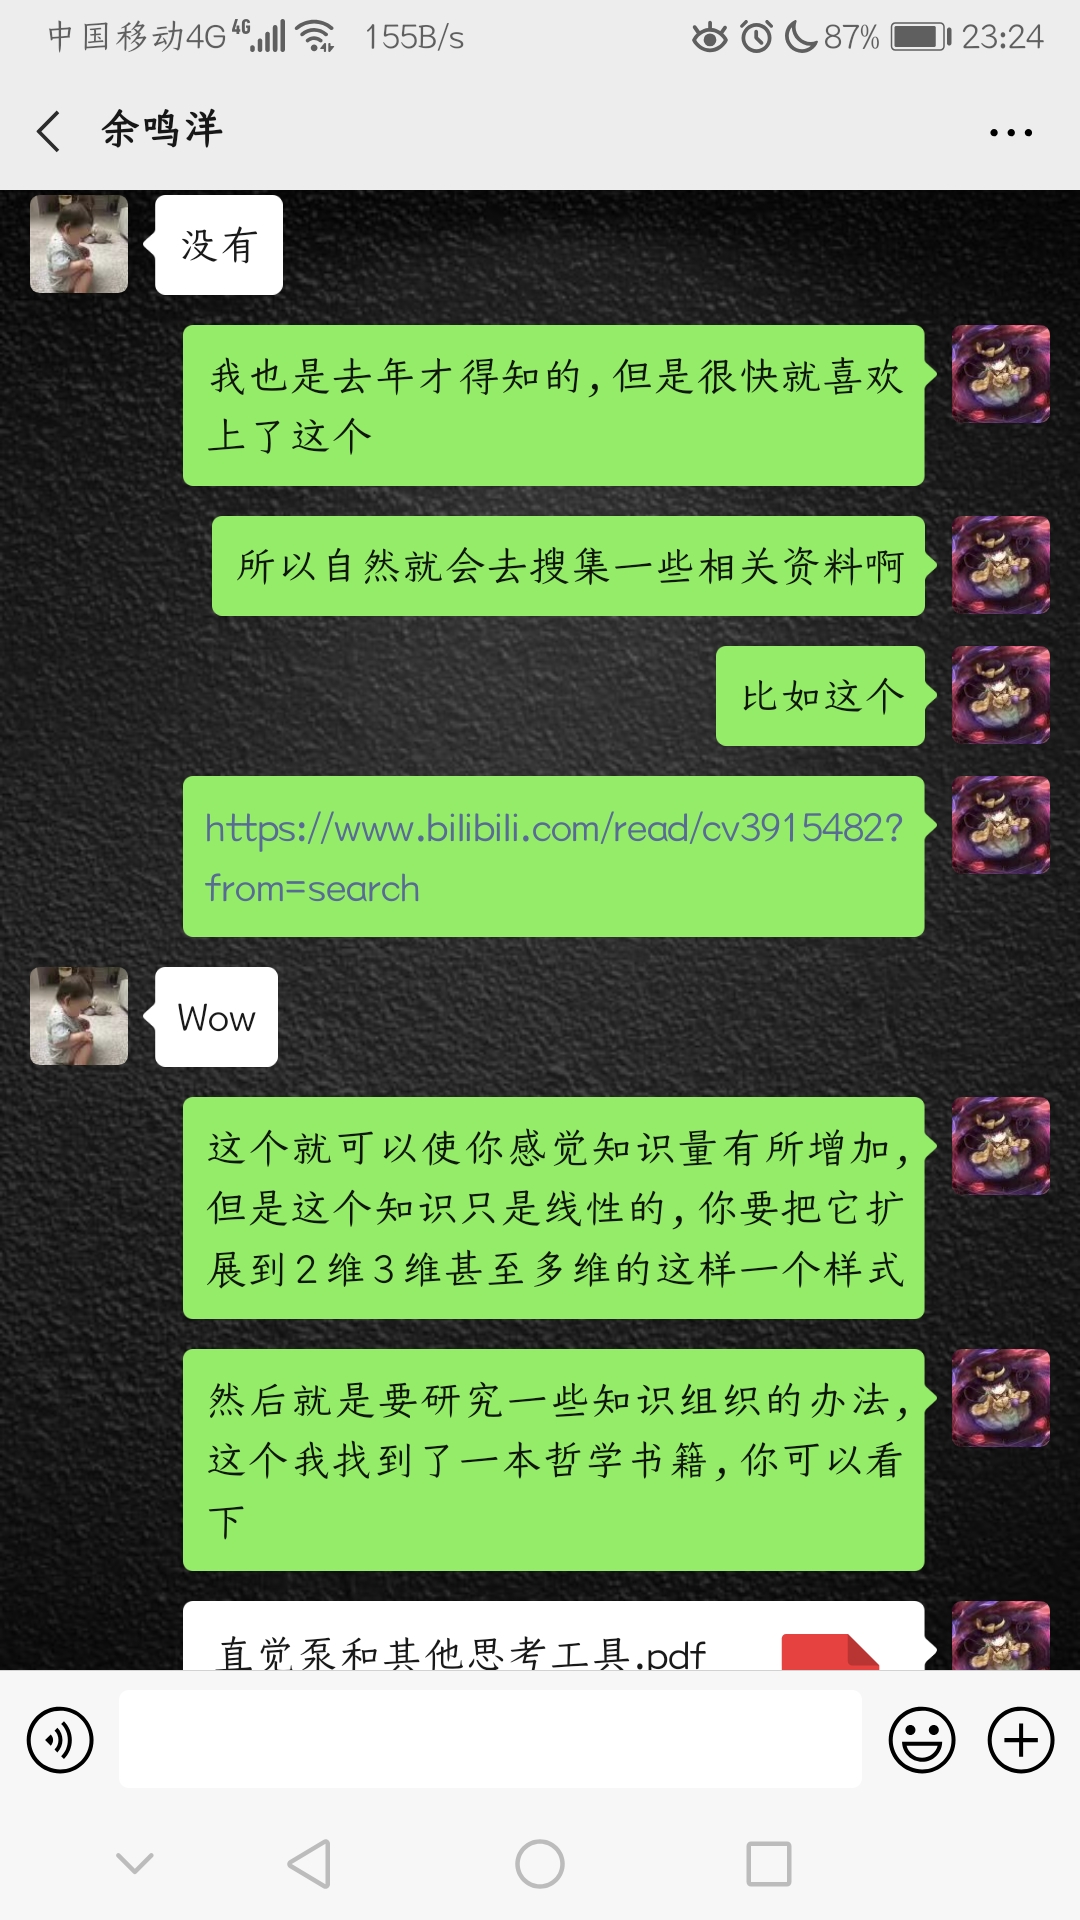 中国移动4G 4G 155B/s 87% 23:24
余鸣洋
没有
我也是去年才得知的，但是很快就喜欢
上了这个
所以自然就会去搜集一些相关资料啊
比如这个
https://www.bilibili.com/read/cv3915482?
from=search
Wow
这个就可以使你感觉知识量有所增加，
但是这个知识只是线性的，你要把它扩
展到2维3维甚至多维的这样一个样式
然后就是要研究一些知识组织的办法，
这个我找到了一本哲学书籍，你可以看
下
直觉泵和其他思考工具.pdf